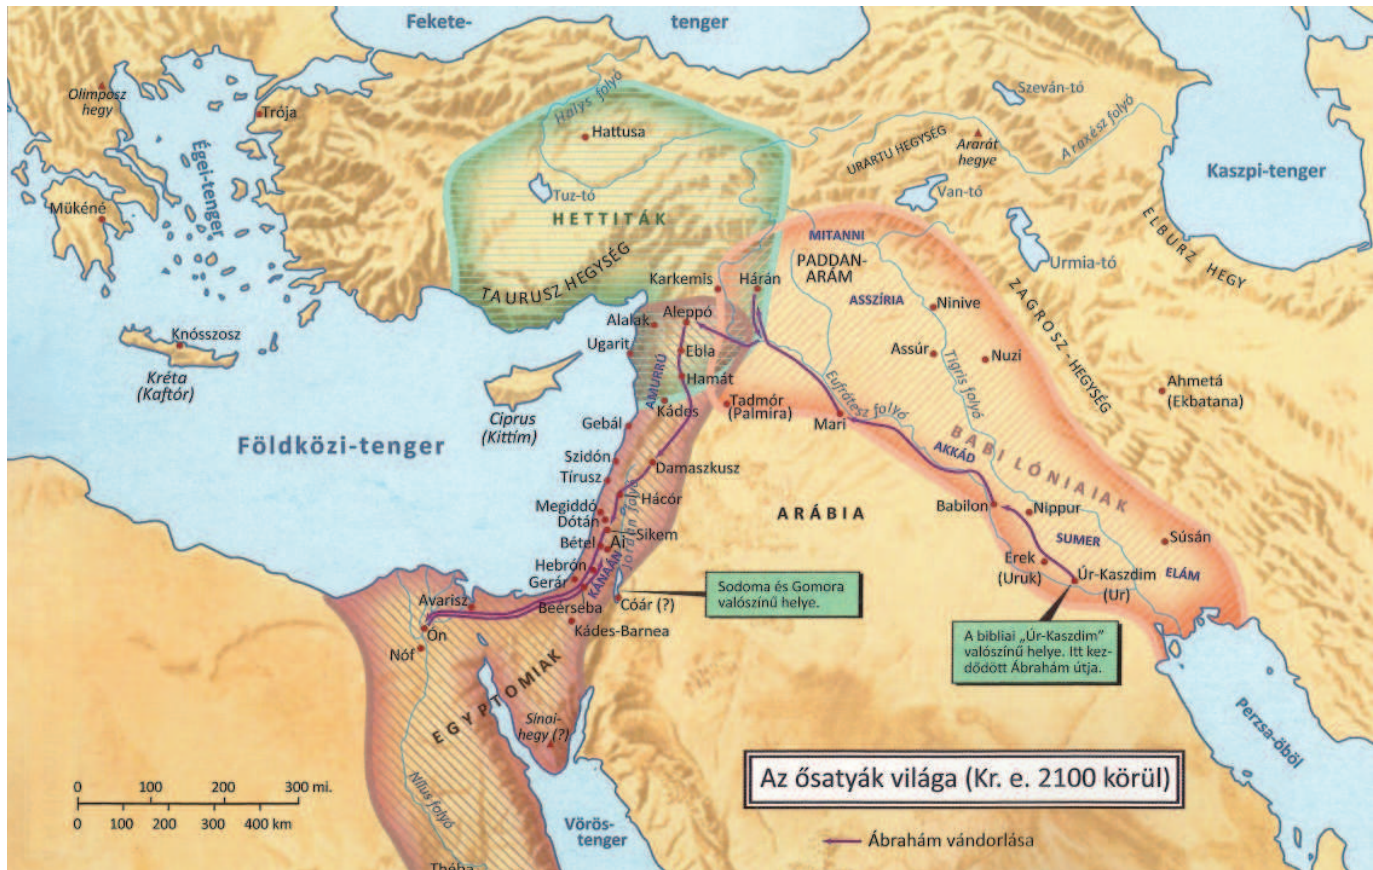 Fekete-
tenger
Kaszpi-tenger
Olimposz
hegy
Trója
Égei-tenger
Mükéné
Knósszosz
Kréta
(Kaftór)
Halys folyó
Hattusa
Tuz-tó
HETTITÁK
TAURUSZ HEGYSÉG
Szeván-tó
URARTU HEGYSÉG
Ararát
hegye
Araxész folyó
Van-tó
Urmia-tó
ELBURZ HEGY
ZAGROSZ-HEGYSÉG
MITANNI
PADDAN-
ARÁM
ASSZÍRIA
Karkemis
Hárán
Ninive
Alalak
Aleppó
Ugarit
Ebla
Assúr
Nuzi
Tigris folyó
Hamát
AMURRÚ
Eufrátesz folyó
Ahmetá
(Ekbatana)
Ciprus
(Kittím)
Kádes
Tadmór
(Palmira)
Mari
Gebál
Földközi-tenger
BABILÓNIAIAK
AKKÁD
Szidón
Damaszkusz
Tírusz
Hácór
Jordán folyó
Megiddó
Dótán
Sikem
Bétel
Ai
ARÁBIA
Babilon
Nippur
SUMER
Súsán
Hebrón
Gerár
KÁNAÁN
Erek
(Uruk)
ELÁM
Úr-Kaszdim
(Ur)
Sodoma és Gomora
valószínű helye.
Avarisz
Beérseba
Cóár (?)
Ón
Kádes-Barnea
Nóf
A bibliai „Úr-Kaszdim”
valószínű helye. Itt kez-
dődött Ábrahám útja.
EGYPTOMIAK
Sínai-
hegy (?)
Perzsa-öböl
Nílus folyó
Vörös-
tenger
Théba
0 100 200 300 mi.
0 100 200 300 400 km
Az ősatyák világa (Kr. e. 2100 körül)
Ábrahám vándorlása